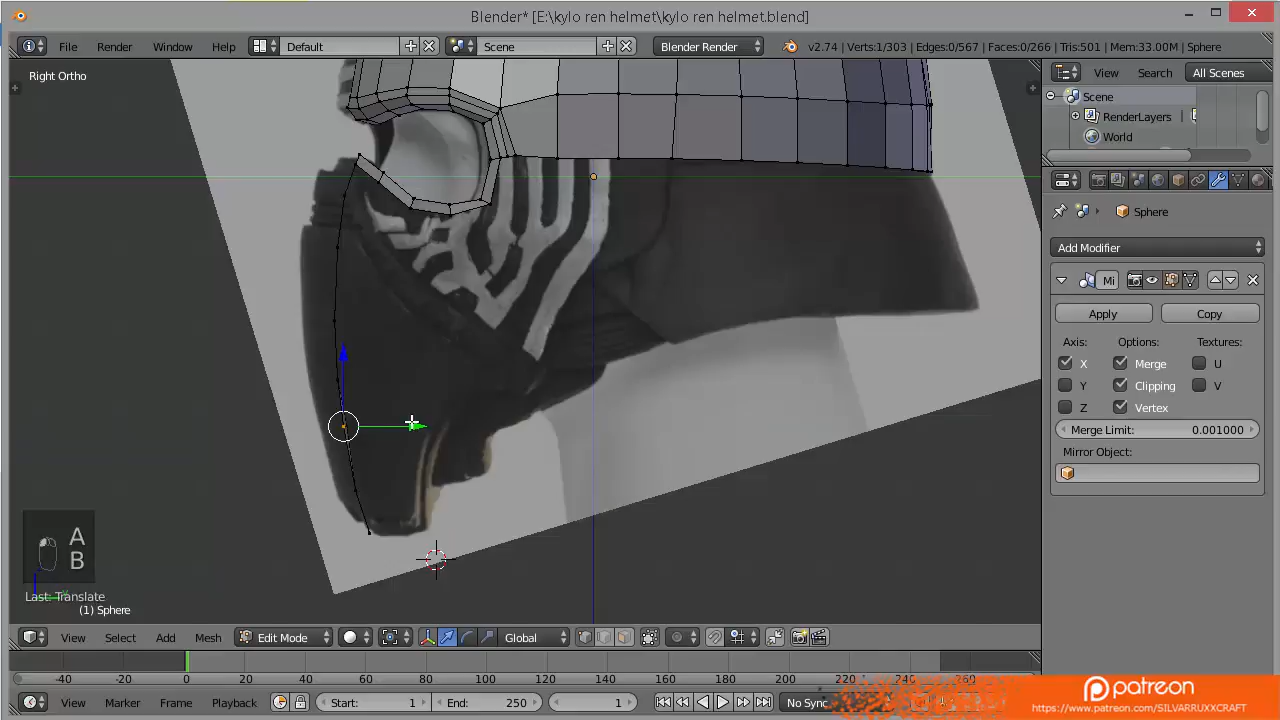 Blender* [E:\kylo ren helmet\kylo ren helmet.blend]
File Render Window Help Default Scene Blender Render v2.74 | Verts:1/303 | Edges:0/567 | Faces:0/266 | Tris:501 | Mem:33.00M | Sphere
Right Ortho
View Search All Scenes
Scene
RenderLayers
World
Sphere
Add Modifier
Mi
Apply Copy
Axis: Options: Textures:
X Merge U
Y Clipping V
Z Vertex
Merge Limit: 0.001000
Mirror Object:
A
B
Last: Translate
(1) Sphere
View Select Add Mesh Edit Mode Global
-40 -20 0 20 40 60 80 100 120 140 160 180 200 220 240 260
View Marker Frame Playback Start: 1 End: 250 1 No Sync
patreon
https://www.patreon.com/SILVARRUXXCRAFT